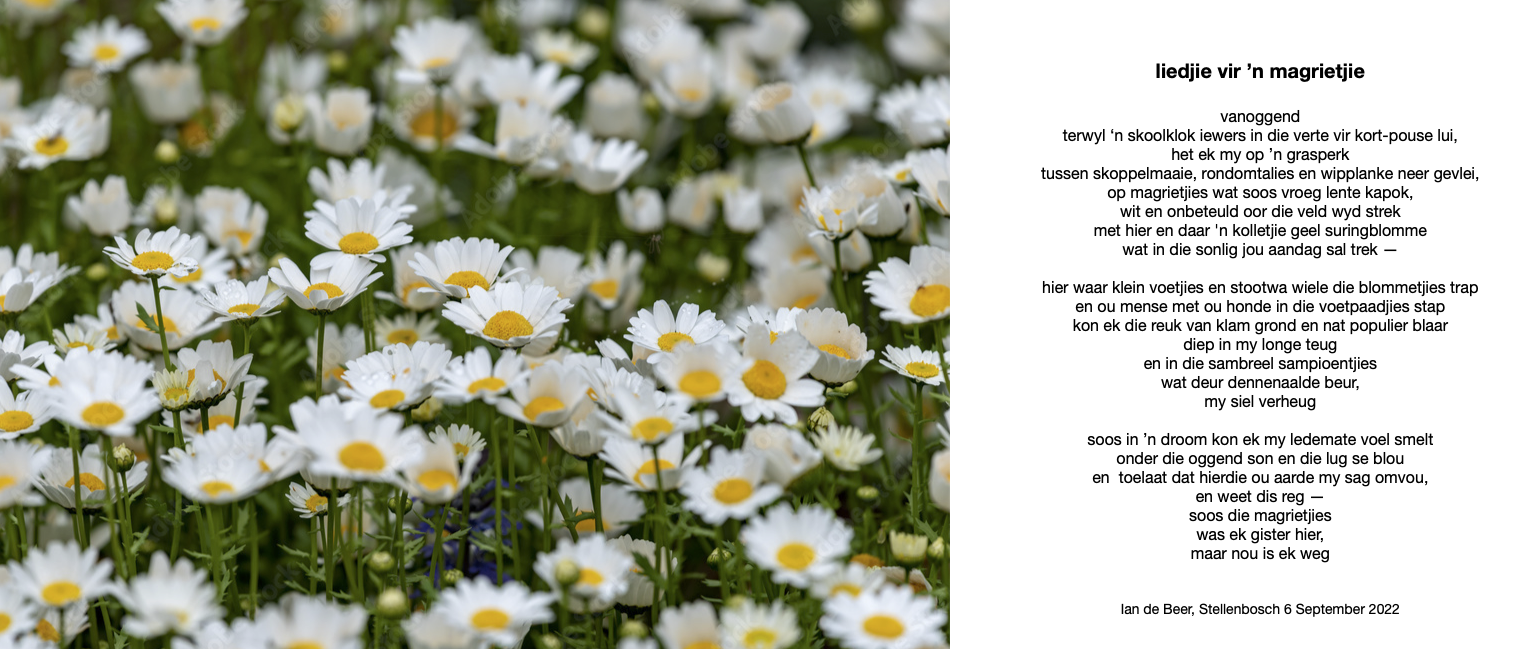 liedjie vir ’n magrietjie
vanoggend
terwyl ‘n skoolklok iewers in die verte vir kort-pouse lui,
het ek my op ’n grasperk
tussen skoppelmaaie, rondomtalies en wipplanke neer gevlei,
op magrietjies wat soos vroeg lente kapok,
wit en onbeteuld oor die veld wyd strek
met hier en daar 'n kolletjie geel suringblomme
wat in die sonlig jou aandag sal trek —
hier waar klein voetjies en stootwa wiele die blommetjies trap
en ou mense met ou honde in die voetpaadjies stap
kon ek die reuk van klam grond en nat populier blaar
diep in my longe teug
en in die sambreel sampioentjies
wat deur dennenaalde beur,
my siel verheug
soos in ’n droom kon ek my ledemate voel smelt
onder die oggend son en die lug se blou
en  toelaat dat hierdie ou aarde my sag omvou,
en weet dis reg —
soos die magrietjies
was ek gister hier,
maar nou is ek weg
Ian de Beer, Stellenbosch 6 September 2022